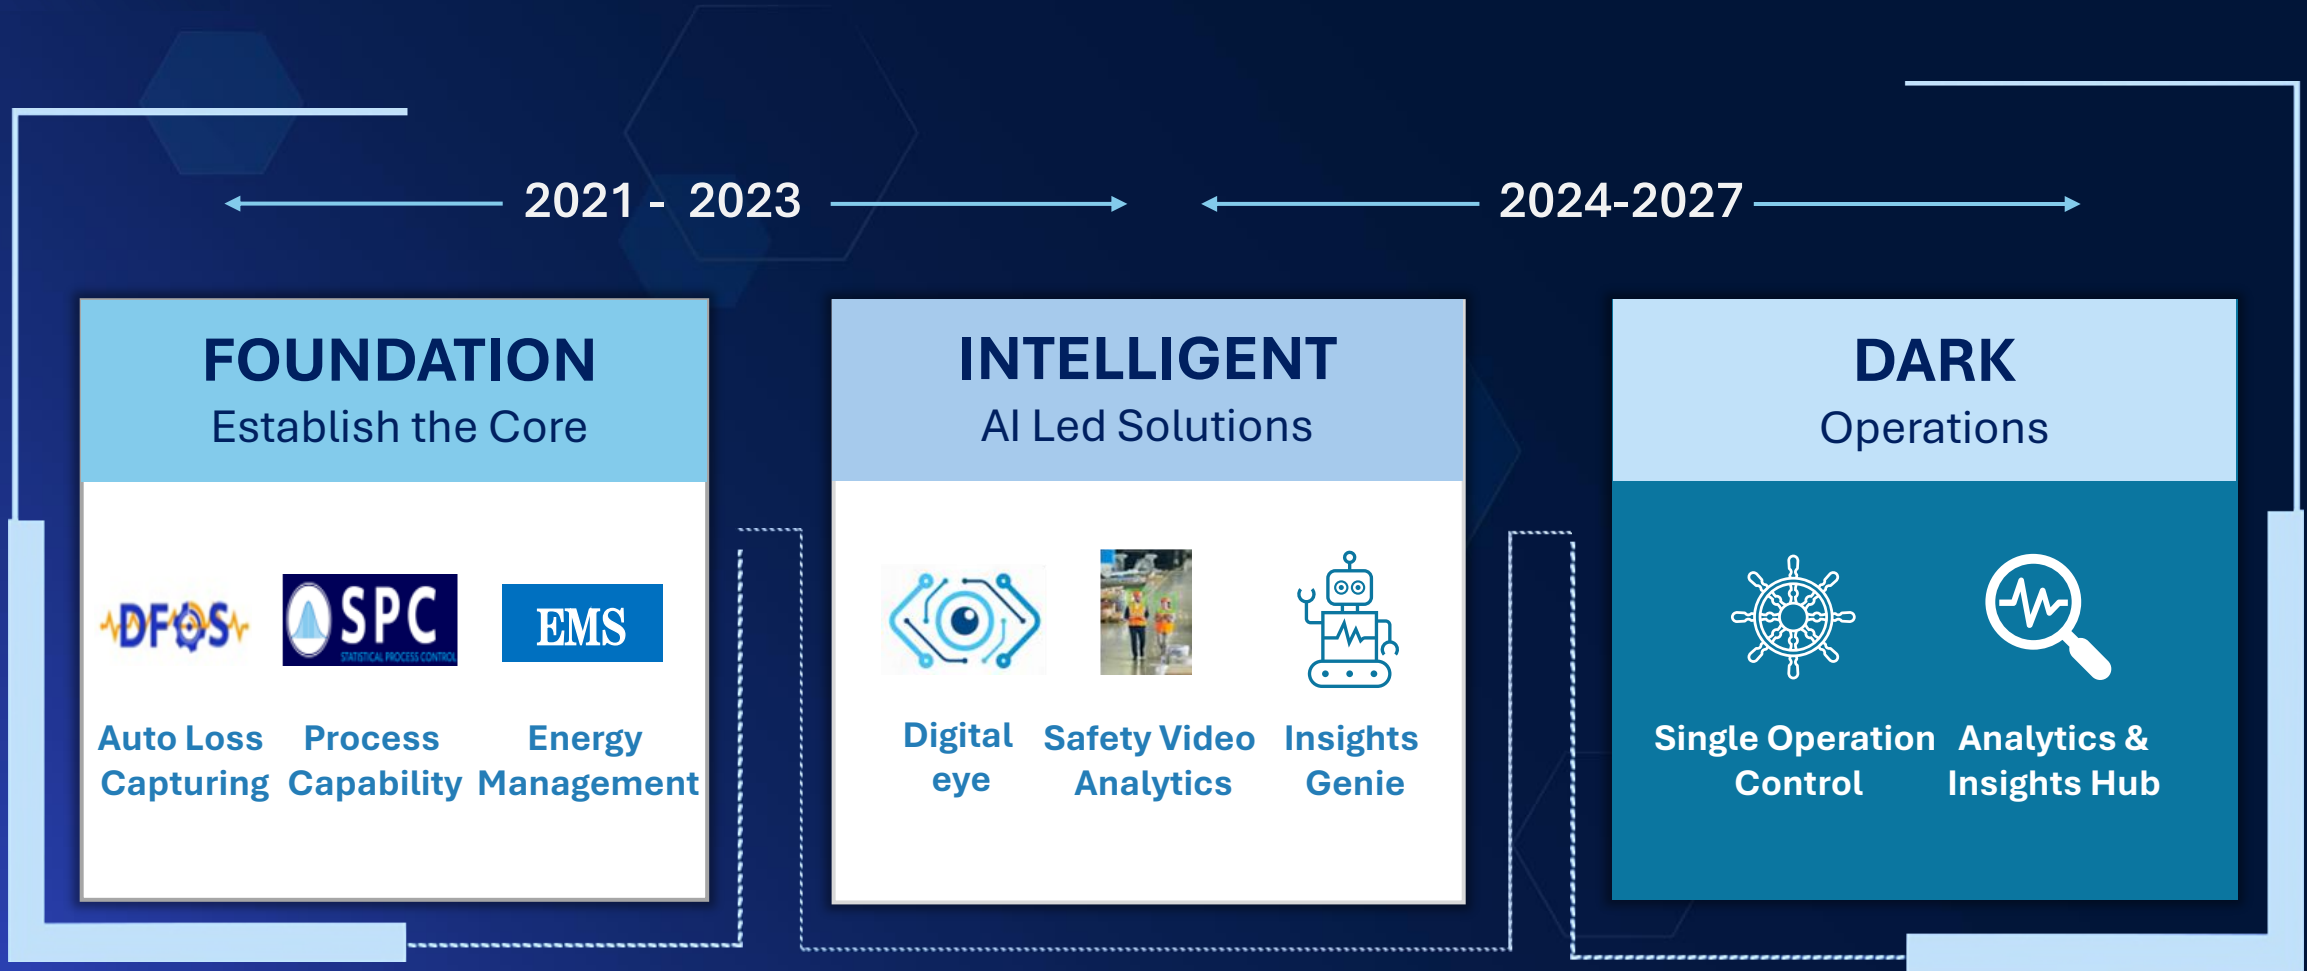 2021 - 2023
2024-2027
FOUNDATION
Establish the Core
DFOS
SPC
STATISTICAL PROCESS CONTROL
EMS
Auto Loss
Capturing
Process
Capability
Energy
Management
INTELLIGENT
AI Led Solutions
Digital
eye
Safety Video
Analytics
Insights
Genie
DARK
Operations
Single Operation
Control
Analytics &
Insights Hub